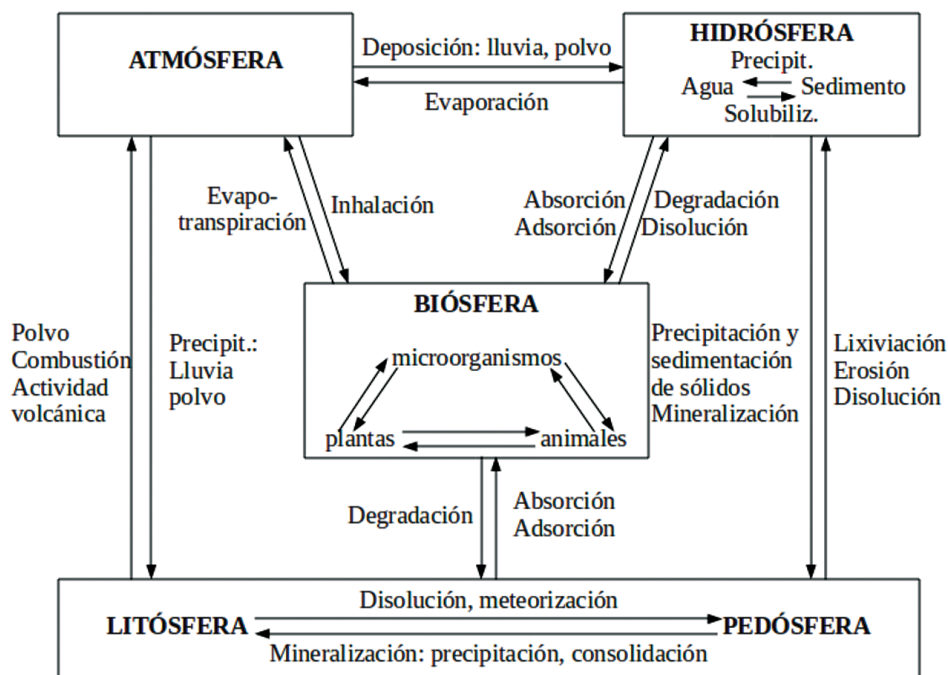 ATMÓSFERA
Deposición: lluvia, polvo
Evaporación
HIDRÓSFERA
Precipit.
Agua
Sedimento
Solubiliz.
Evapo-
transpiración
Inhalación
Absorción
Adsorción
Degradación
Disolución
Polvo
Combustión
Actividad
volcánica
Precipit.:
Lluvia
polvo
BIÓSFERA
microorganismos
plantas
animales
Precipitación y
sedimentación
de sólidos
Mineralización
Lixiviación
Erosión
Disolución
Degradación
Absorción
Adsorción
Disolución, meteorización
LITÓSFERA
PEDÓSFERA
Mineralización: precipitación, consolidación